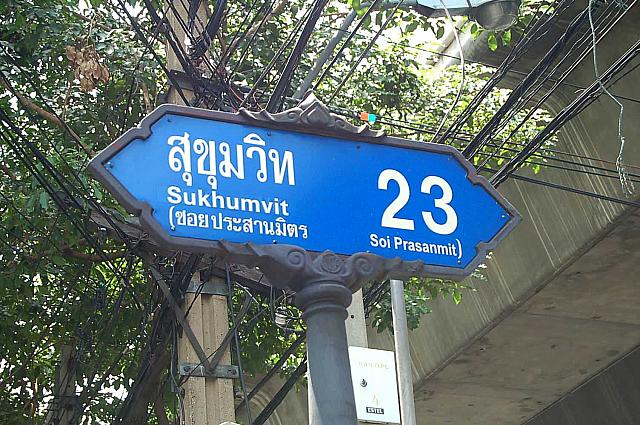 สุขุมวิท 23
Sukhumvit
(ซอยประสานมิตร Soi Prasanmit)
ESTEL